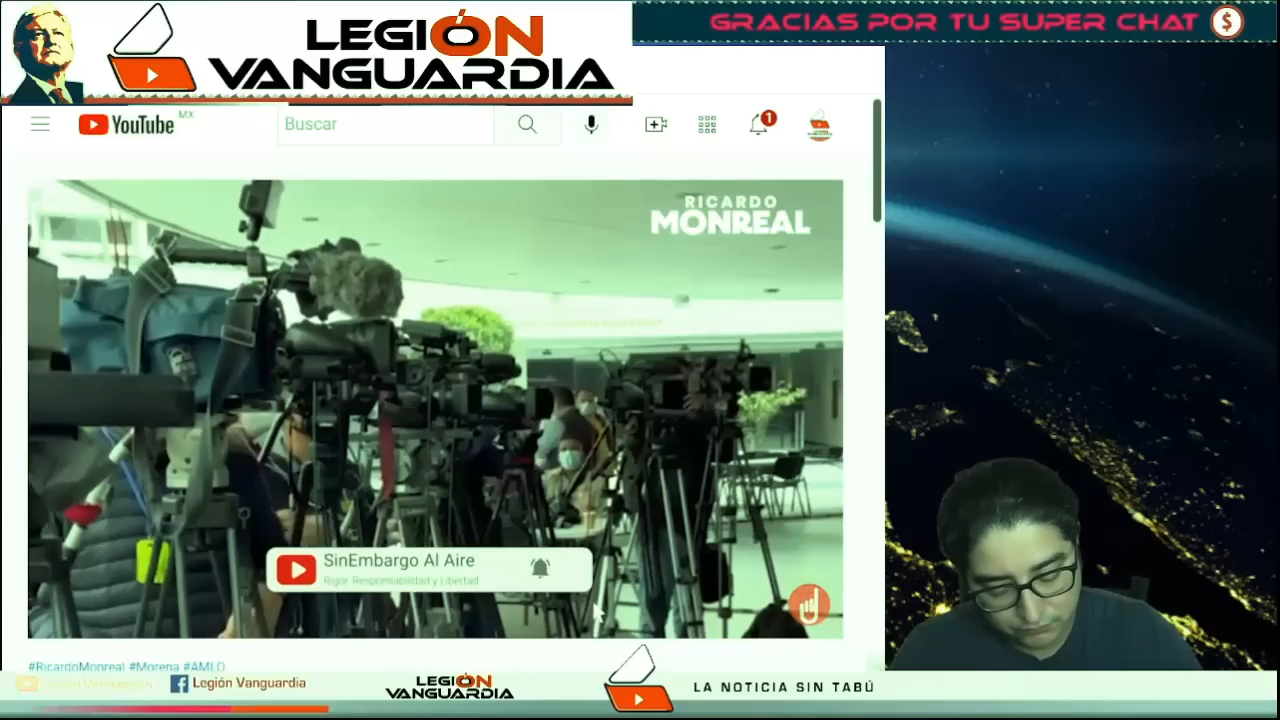 LEGIÓN
VANGUARDIA
GRACIAS POR TU SUPER CHAT
$
YouTube MX
Buscar
1
RICARDO
MONREAL
SinEmbargo Al Aire
Rigor, Responsabilidad y Libertad
#RicardoMonreal #Morena #AMLO
Legión Vanguardia
LEGIÓN
VANGUARDIA
LA NOTICIA SIN TABÚ